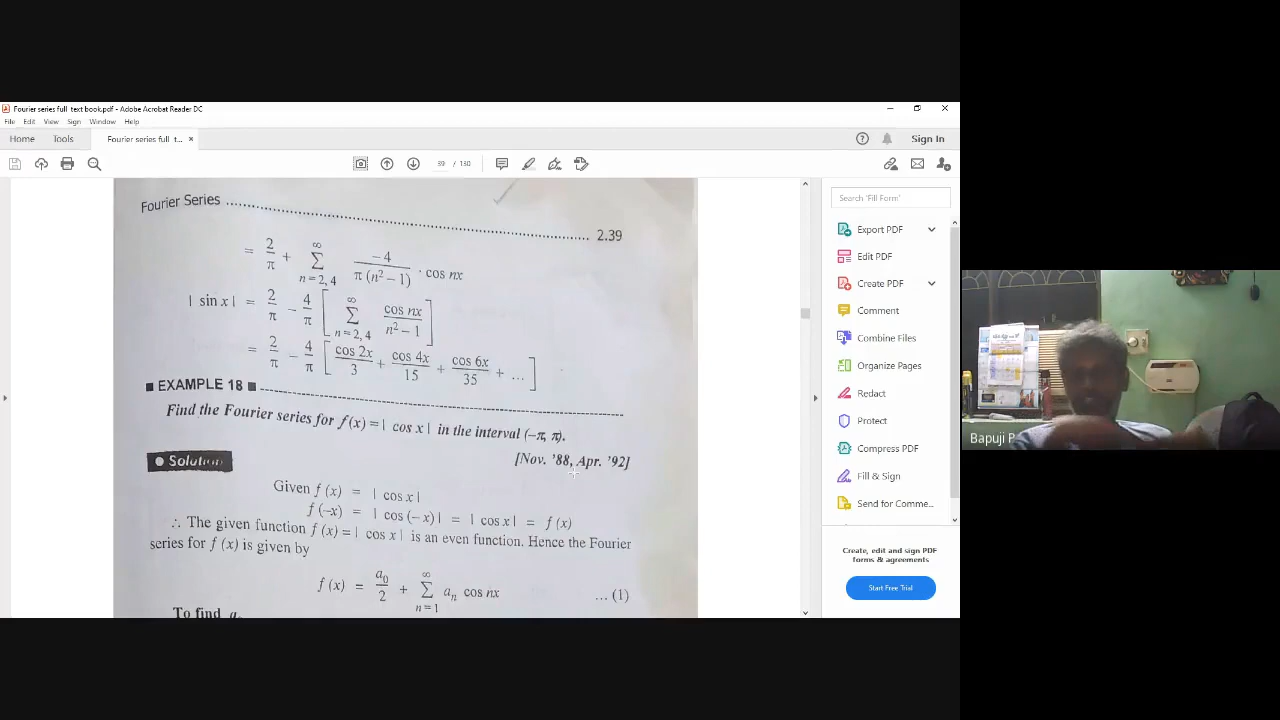 Fourier series full text book.pdf - Adobe Acrobat Reader DC
File Edit View Sign Window Help
Home Tools Fourier series full t... × Sign In
39 / 130
Search 'Fill Form'
Export PDF
Edit PDF
Create PDF
Comment
Combine Files
Organize Pages
Redact
Protect
Compress PDF
Fill & Sign
Send for Comme...
Create, edit and sign PDF
forms & agreements
Start Free Trial
Fourier Series 2.39
= 2/π + ∑_{n=2,4}^{∞} -4/(π(n²-1)) · cos nx
| sin x | = 2/π - 4/π [ ∑_{n=2,4}^{∞} cos nx/(n²-1) ]
= 2/π - 4/π [ cos 2x/3 + cos 4x/15 + cos 6x/35 + ... ]
■ EXAMPLE 18 ■
Find the Fourier series for f(x) = | cos x | in the interval (-π, π).
[Nov. '88, Apr. '92]
● Solution
Given f (x) = | cos x |
f (-x) = | cos (-x) | = | cos x | = f (x)
∴ The given function f (x) = | cos x | is an even function. Hence the Fourier
series for f (x) is given by
f (x) = a₀/2 + ∑_{n=1}^{∞} aₙ cos nx ... (1)
To find
Bapuji P